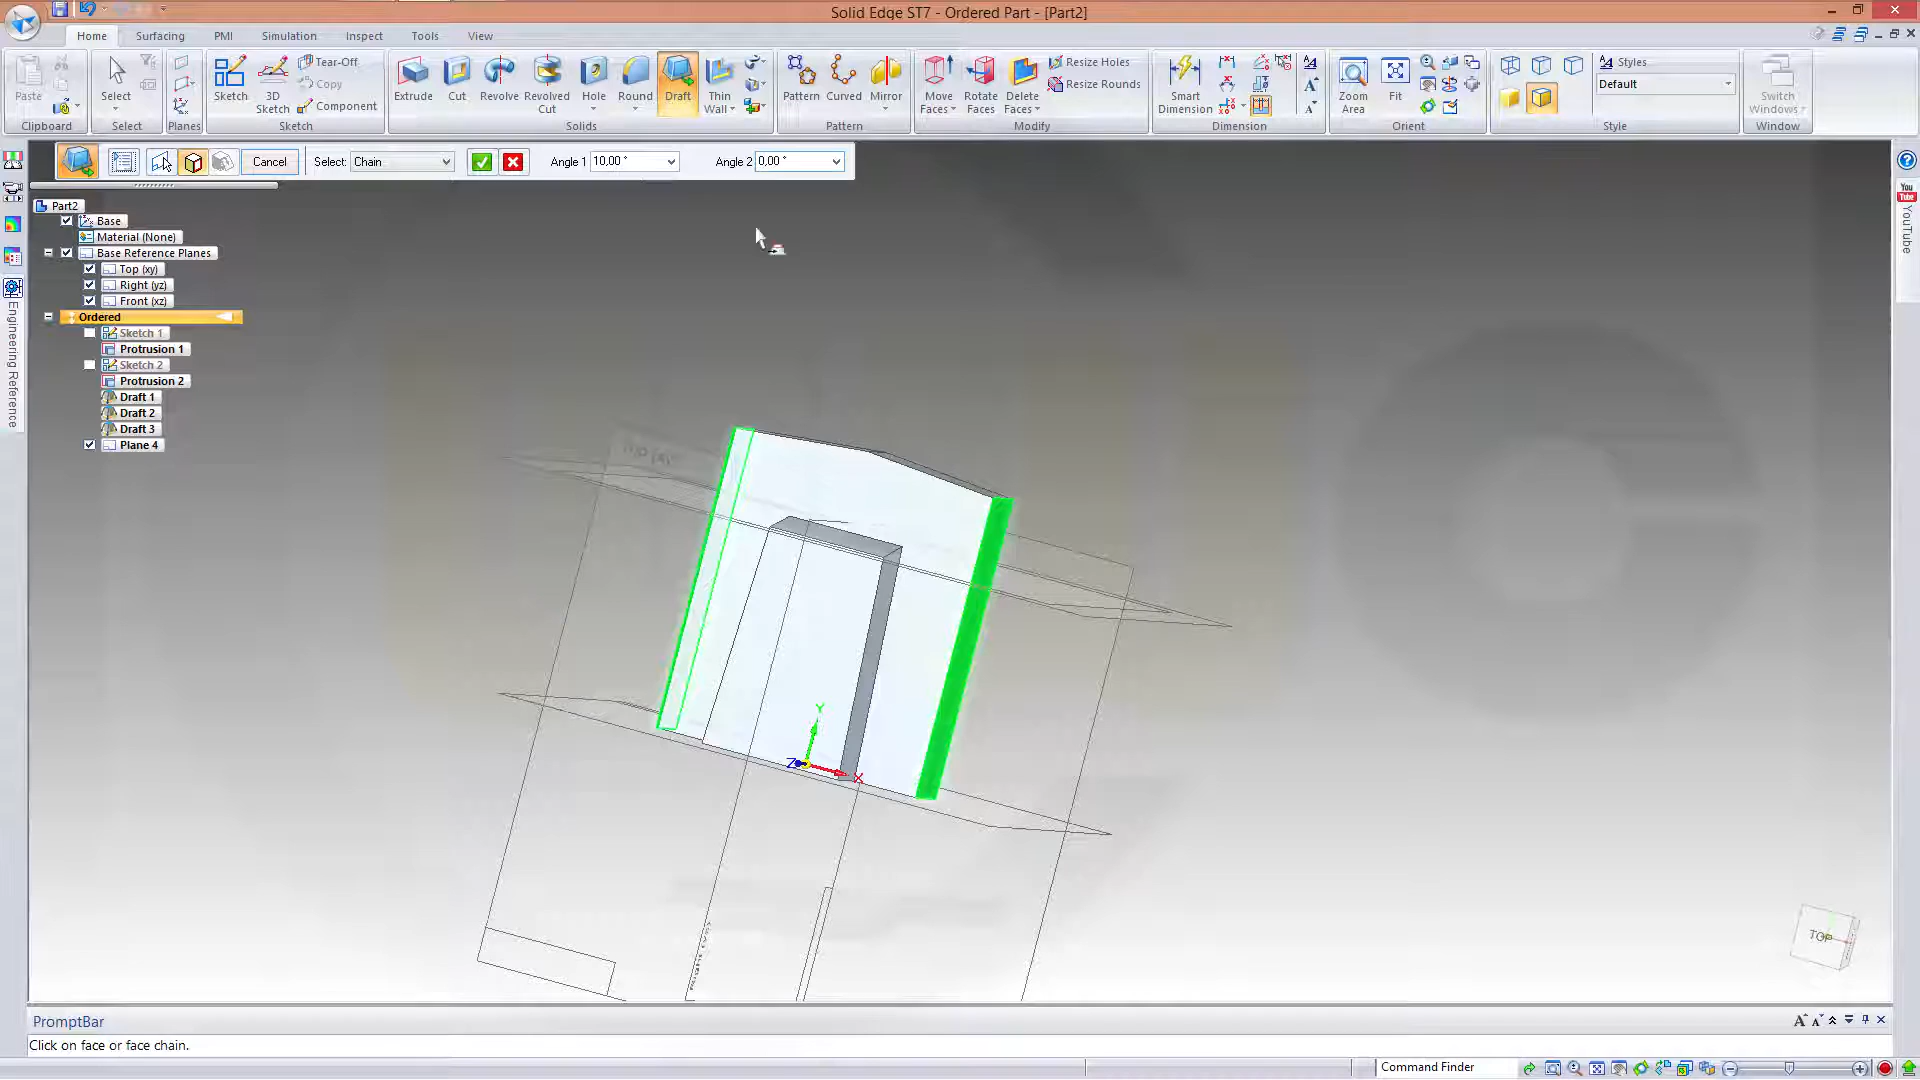 Solid Edge ST7 - Ordered Part - [Part2]
Home Surfacing PMI Simulation Inspect Tools View
Paste
Clipboard
Select
Select
Planes
Sketch
3D Sketch
Tear-Off
Copy
Component
Sketch
Extrude
Cut
Revolve
Revolved Cut
Hole
Round
Draft
Thin Wall
Solids
Pattern
Curved
Mirror
Pattern
Move Faces
Rotate Faces
Delete Faces
Resize Holes
Resize Rounds
Modify
Smart Dimension
Dimension
Zoom Area
Fit
Orient
Styles
Default
Style
Switch Windows
Window
Cancel
Select: Chain
Angle 1 10,00 °
Angle 2 0,00 °
Part2
Base
Material (None)
Base Reference Planes
Top (xy)
Right (yz)
Front (xz)
Ordered
Sketch 1
Protrusion 1
Sketch 2
Protrusion 2
Draft 1
Draft 2
Draft 3
Plane 4
Engineering Reference
You
YouTube
Y
Z
X
TOP
PromptBar
Click on face or face chain.
Command Finder